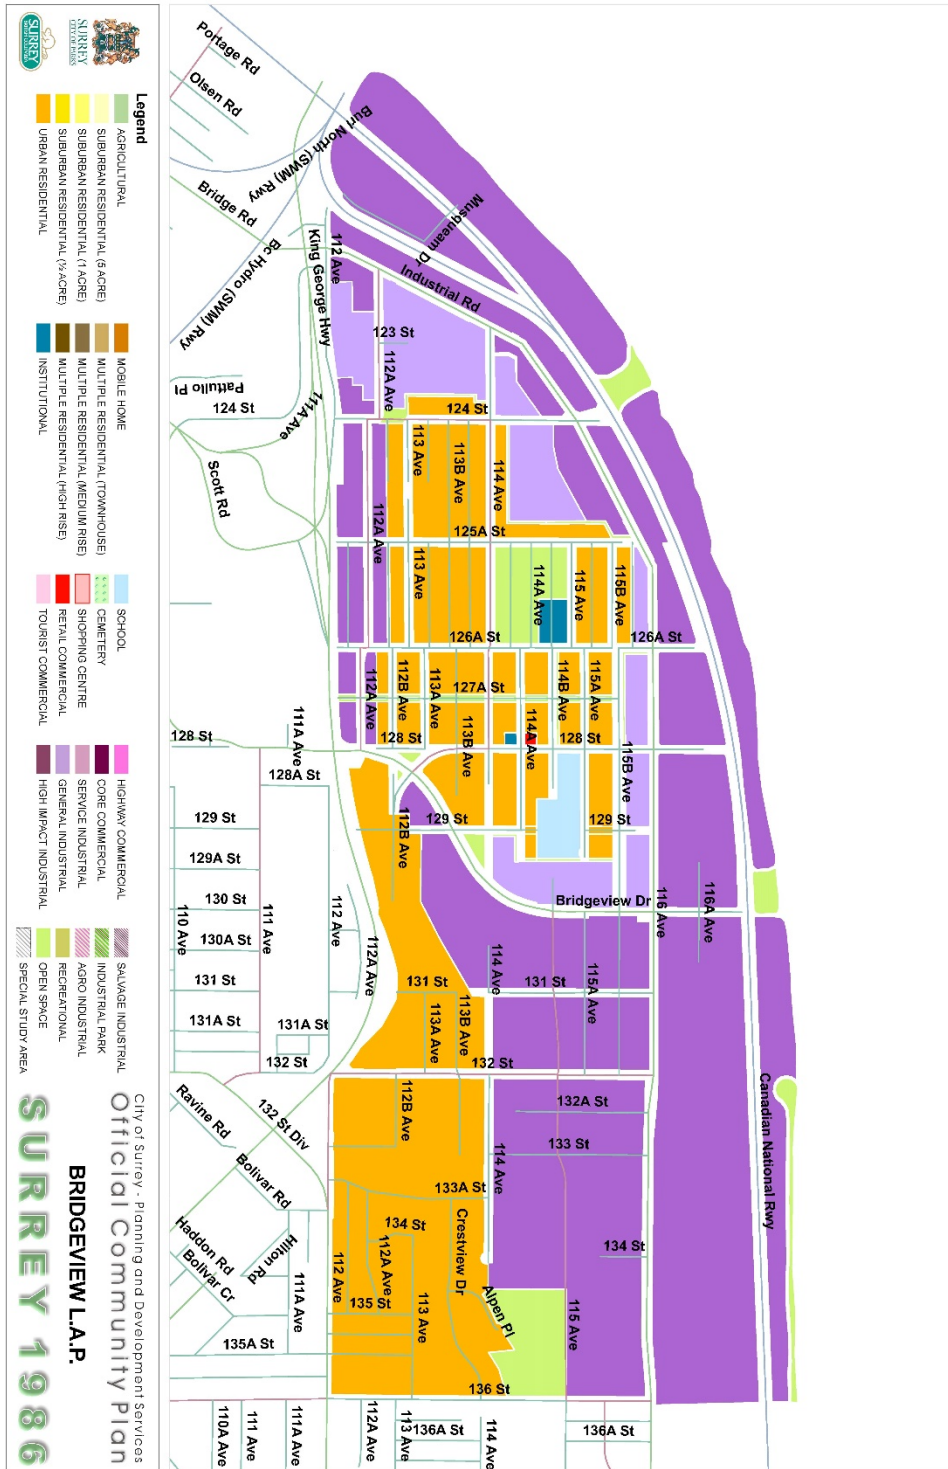 SURREY
SURREY
CITY OF PARKS
Legend
AGRICULTURAL
SUBURBAN RESIDENTIAL (5 ACRE)
SUBURBAN RESIDENTIAL (1 ACRE)
SUBURBAN RESIDENTIAL (½ ACRE)
URBAN RESIDENTIAL
MOBILE HOME
MULTIPLE RESIDENTIAL (TOWNHOUSE)
MULTIPLE RESIDENTIAL (MEDIUM RISE)
MULTIPLE RESIDENTIAL (HIGH RISE)
INSTITUTIONAL
SCHOOL
CEMETERY
SHOPPING CENTRE
RETAIL COMMERCIAL
TOURIST COMMERCIAL
HIGHWAY COMMERCIAL
CORE COMMERCIAL
SERVICE INDUSTRIAL
GENERAL INDUSTRIAL
HIGH IMPACT INDUSTRIAL
SALVAGE INDUSTRIAL
INDUSTRIAL PARK
AGRO INDUSTRIAL
RECREATIONAL
OPEN SPACE
SPECIAL STUDY AREA
City of Surrey - Planning and Development Services
Official Community Plan
BRIDGEVIEW L.A.P.
SURREY 1986
Portage Rd
Olsen Rd
Burl North (SWM) Rwy
Bridge Rd
Musqueam Dr
Bc Hydro (SWM) Rwy
King George Hwy
112 Ave
Industrial Rd
123 St
112A Ave
Pattullo Pl
124 St
111A Ave
124 St
Scott Rd
113 Ave
113B Ave
114 Ave
125A St
112A Ave
113 Ave
114A Ave
115 Ave
115B Ave
126A St
126A St
112A Ave
112B Ave
113A Ave
127A St
114B Ave
115A Ave
113B Ave
114A Ave
128 St
111A Ave
128 St
128 St
115B Ave
128A St
129 St
112B Ave
129 St
129 St
129A St
130 St
112 Ave
Bridgeview Dr
116 Ave
116A Ave
110 Ave
130A St
111 Ave
112A Ave
114 Ave
115A Ave
131 St
131 St
131 St
131A St
131A St
113A Ave
113B Ave
132 St
132 St
Canadian National Rwy
Ravine Rd
132 St Div
112B Ave
132A St
133 St
114 Ave
Bolivar Rd
133A St
Haddon Rd
Bolivar Cr
Hilton Rd
134 St
Crestview Dr
134 St
112A Ave
111A Ave
112 Ave
135 St
113 Ave
Alpen Pl
115 Ave
135A St
136 St
110A Ave
111 Ave
111A Ave
112A Ave
113 Ave
136A St
114 Ave
136A St